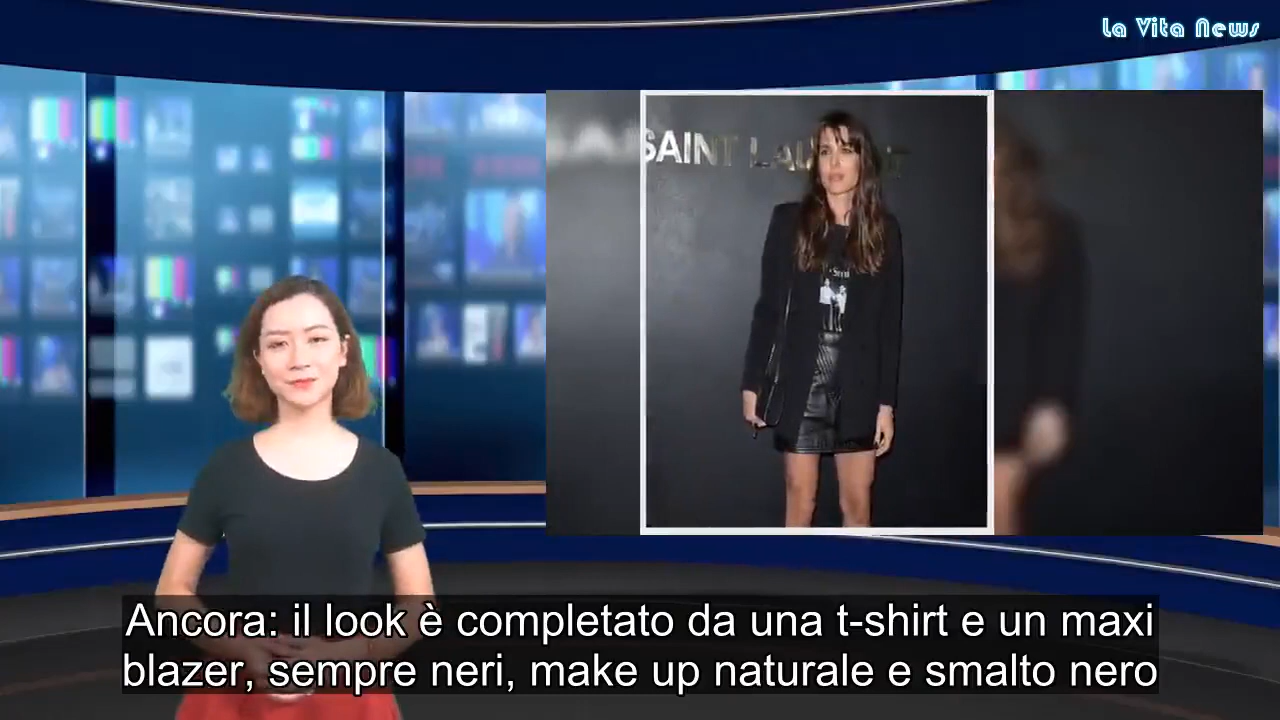 La Vita News
SAINT LAURENT
Ancora: il look è completato da una t-shirt e un maxi
blazer, sempre neri, make up naturale e smalto nero